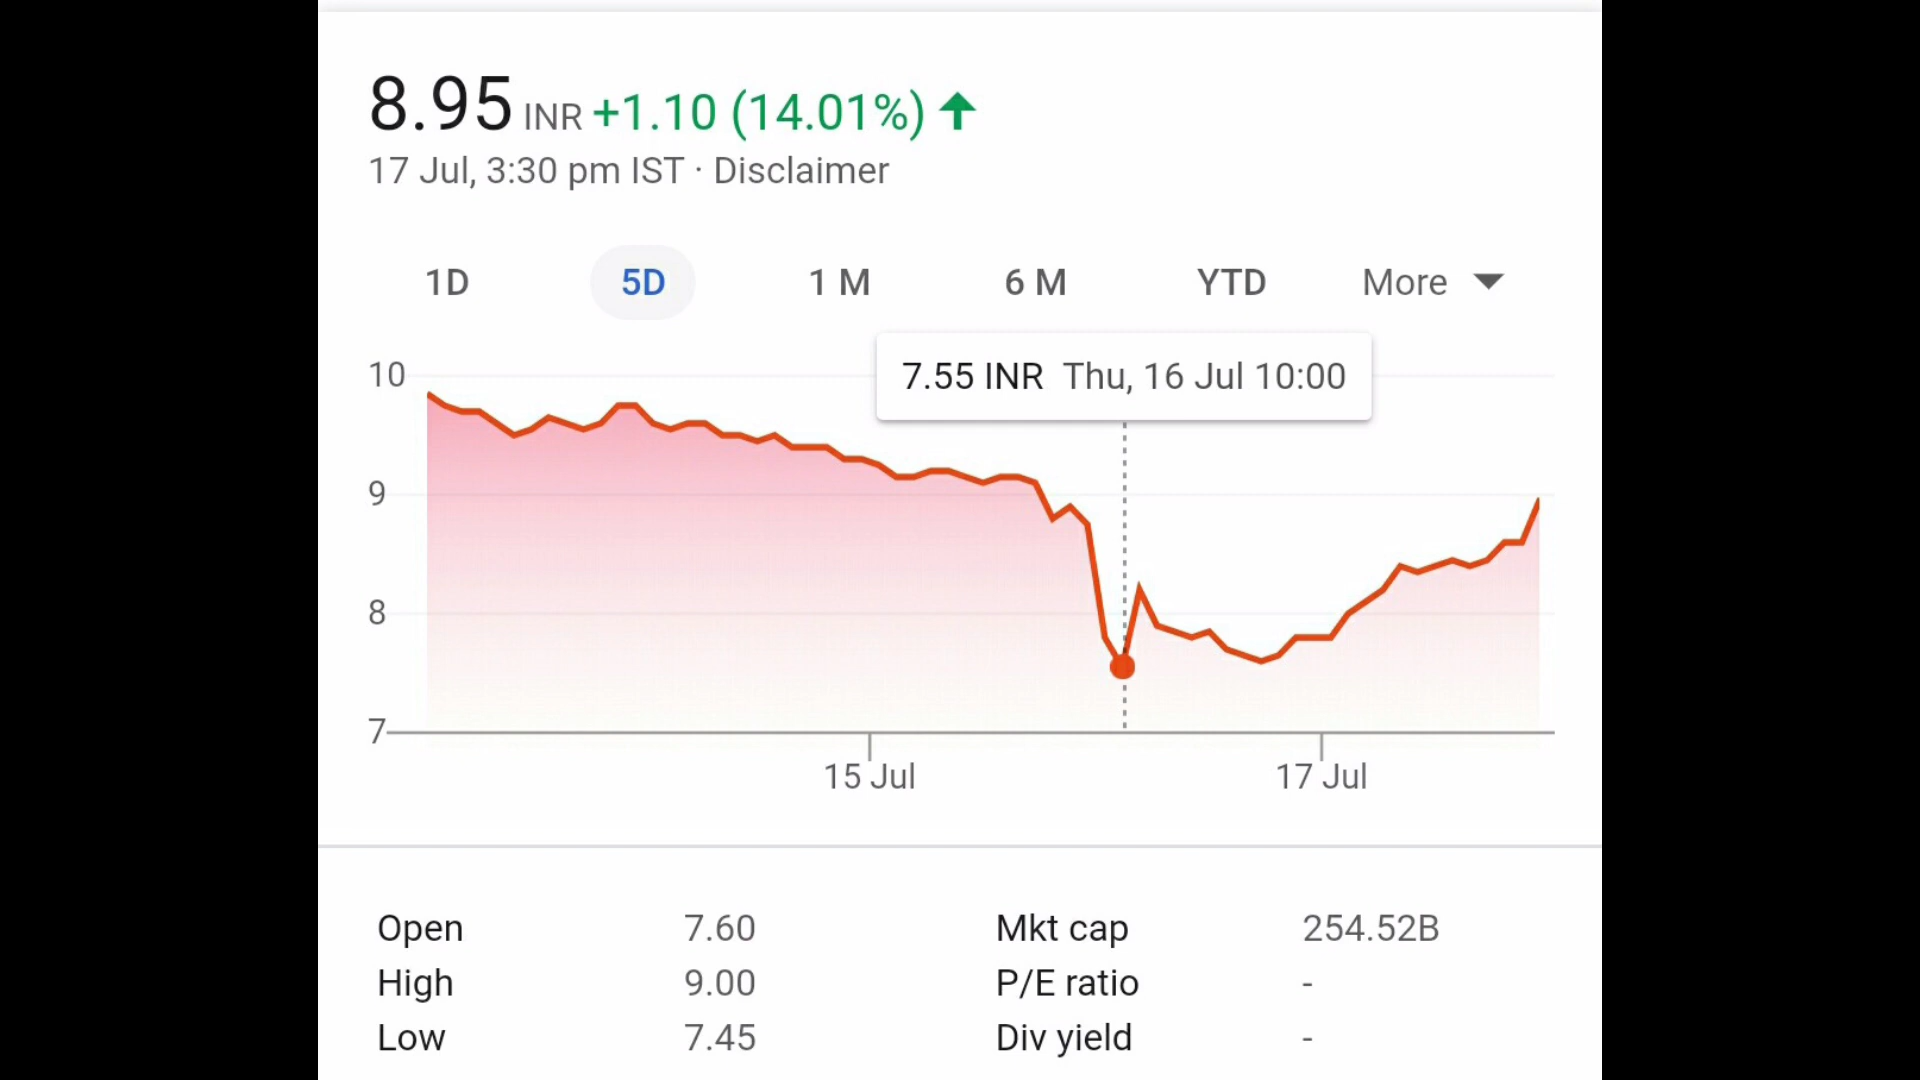 8.95 INR +1.10 (14.01%)
17 Jul, 3:30 pm IST · Disclaimer
1D 5D 1 M 6 M YTD More
7.55 INR Thu, 16 Jul 10:00
10
9
8
7
15 Jul 17 Jul
Open 7.60 Mkt cap 254.52B
High 9.00 P/E ratio -
Low 7.45 Div yield -